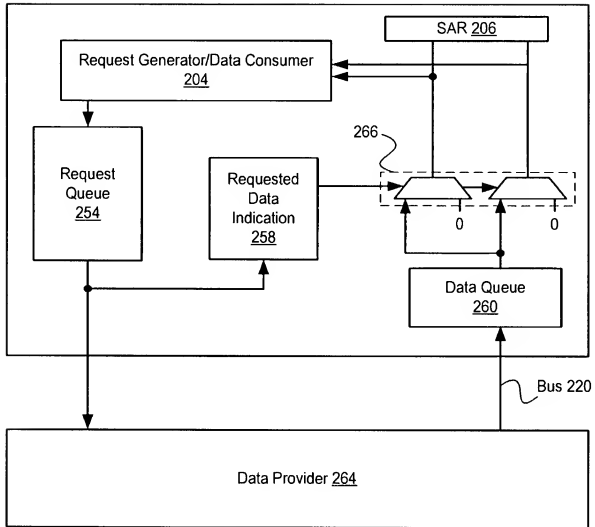 SAR 206
Request Generator/Data Consumer
204
266
Request
Queue
254
Requested
Data
Indication
258
0
0
Data Queue
260
Bus 220
Data Provider 264